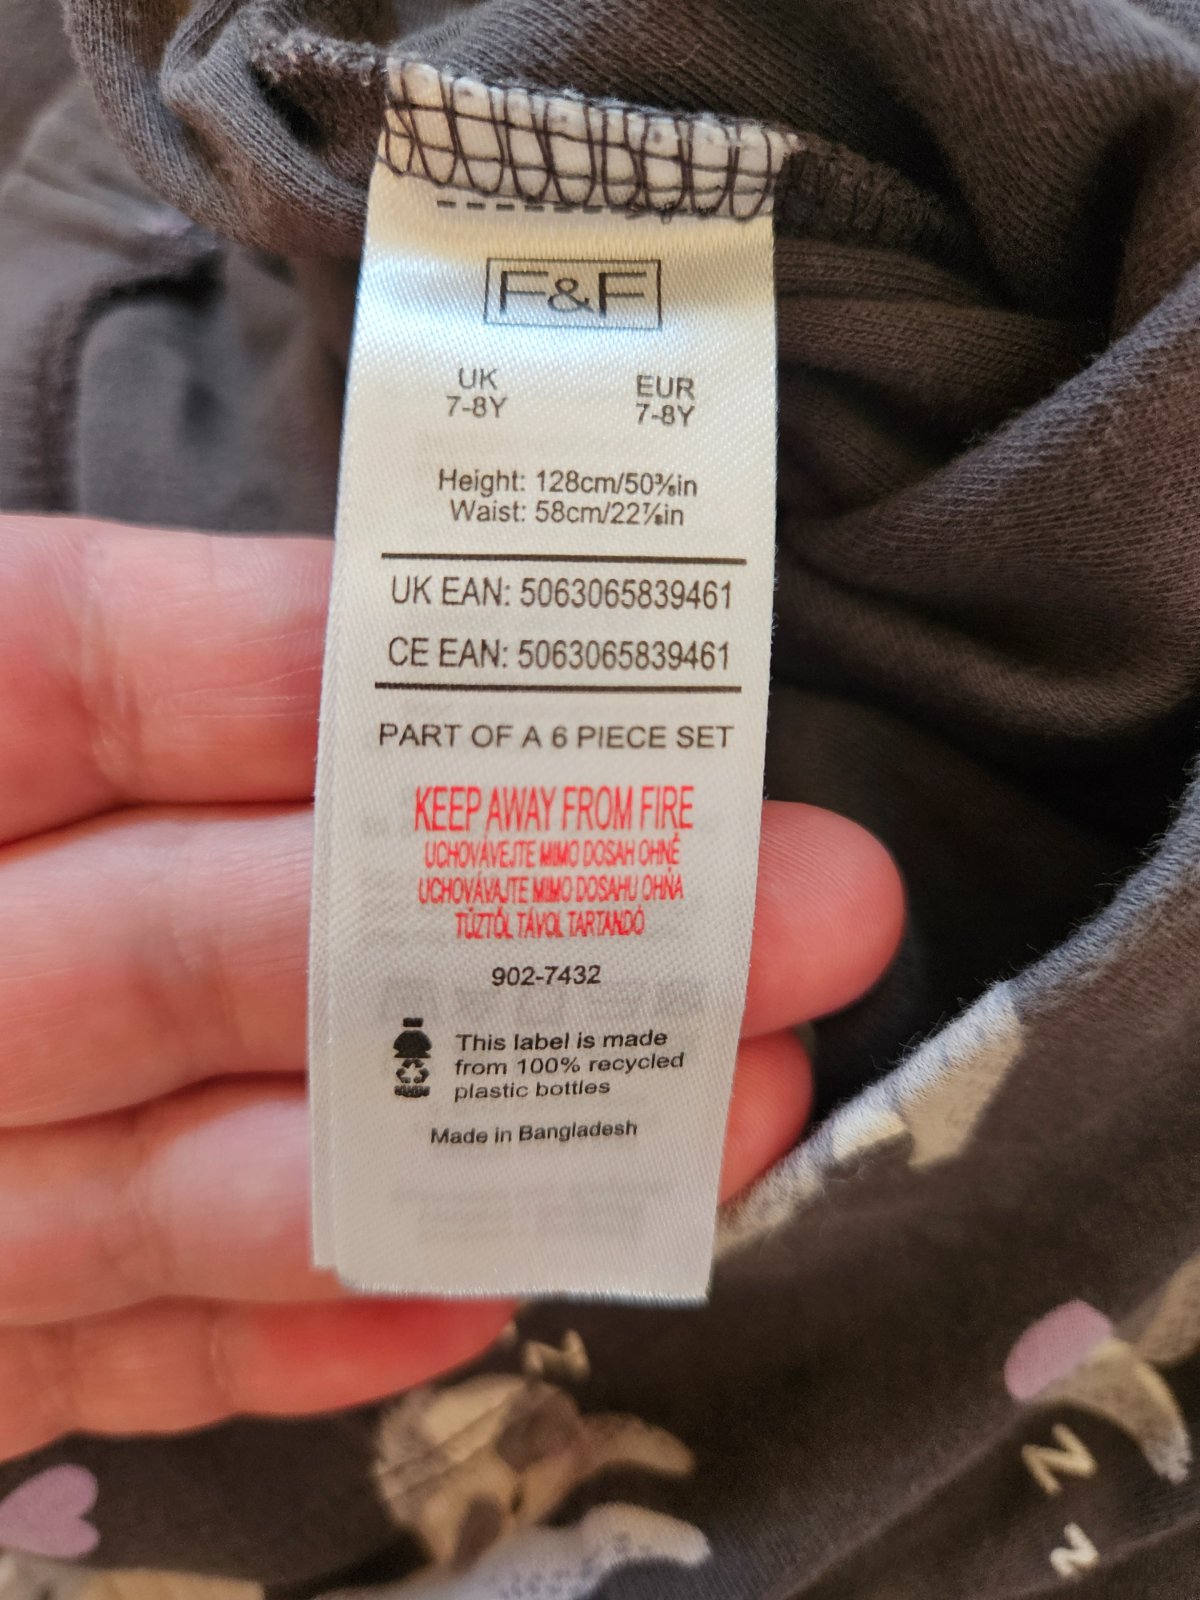 F&F
UK EUR
7-8Y 7-8Y
Height: 128cm/50⅜in
Waist: 58cm/22⅞in
UK EAN: 5063065839461
CE EAN: 5063065839461
PART OF A 6 PIECE SET
KEEP AWAY FROM FIRE
UCHOVÁVEJTE MIMO DOSAH OHNĚ
UCHOVÁVAJTE MIMO DOSAHU OHŇA
TŰZTŐL TÁVOL TARTANDÓ
902-7432
This label is made
from 100% recycled
plastic bottles
Made in Bangladesh
N
N
N